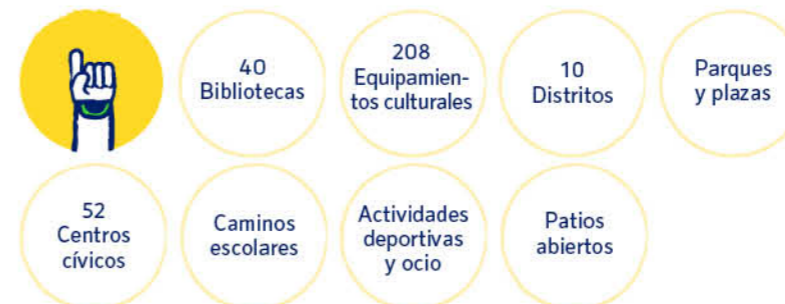 40
Bibliotecas
208
Equipamien-
tos culturales
10
Distritos
Parques
y plazas
52
Centros
cívicos
Caminos
escolares
Actividades
deportivas
y ocio
Patios
abiertos